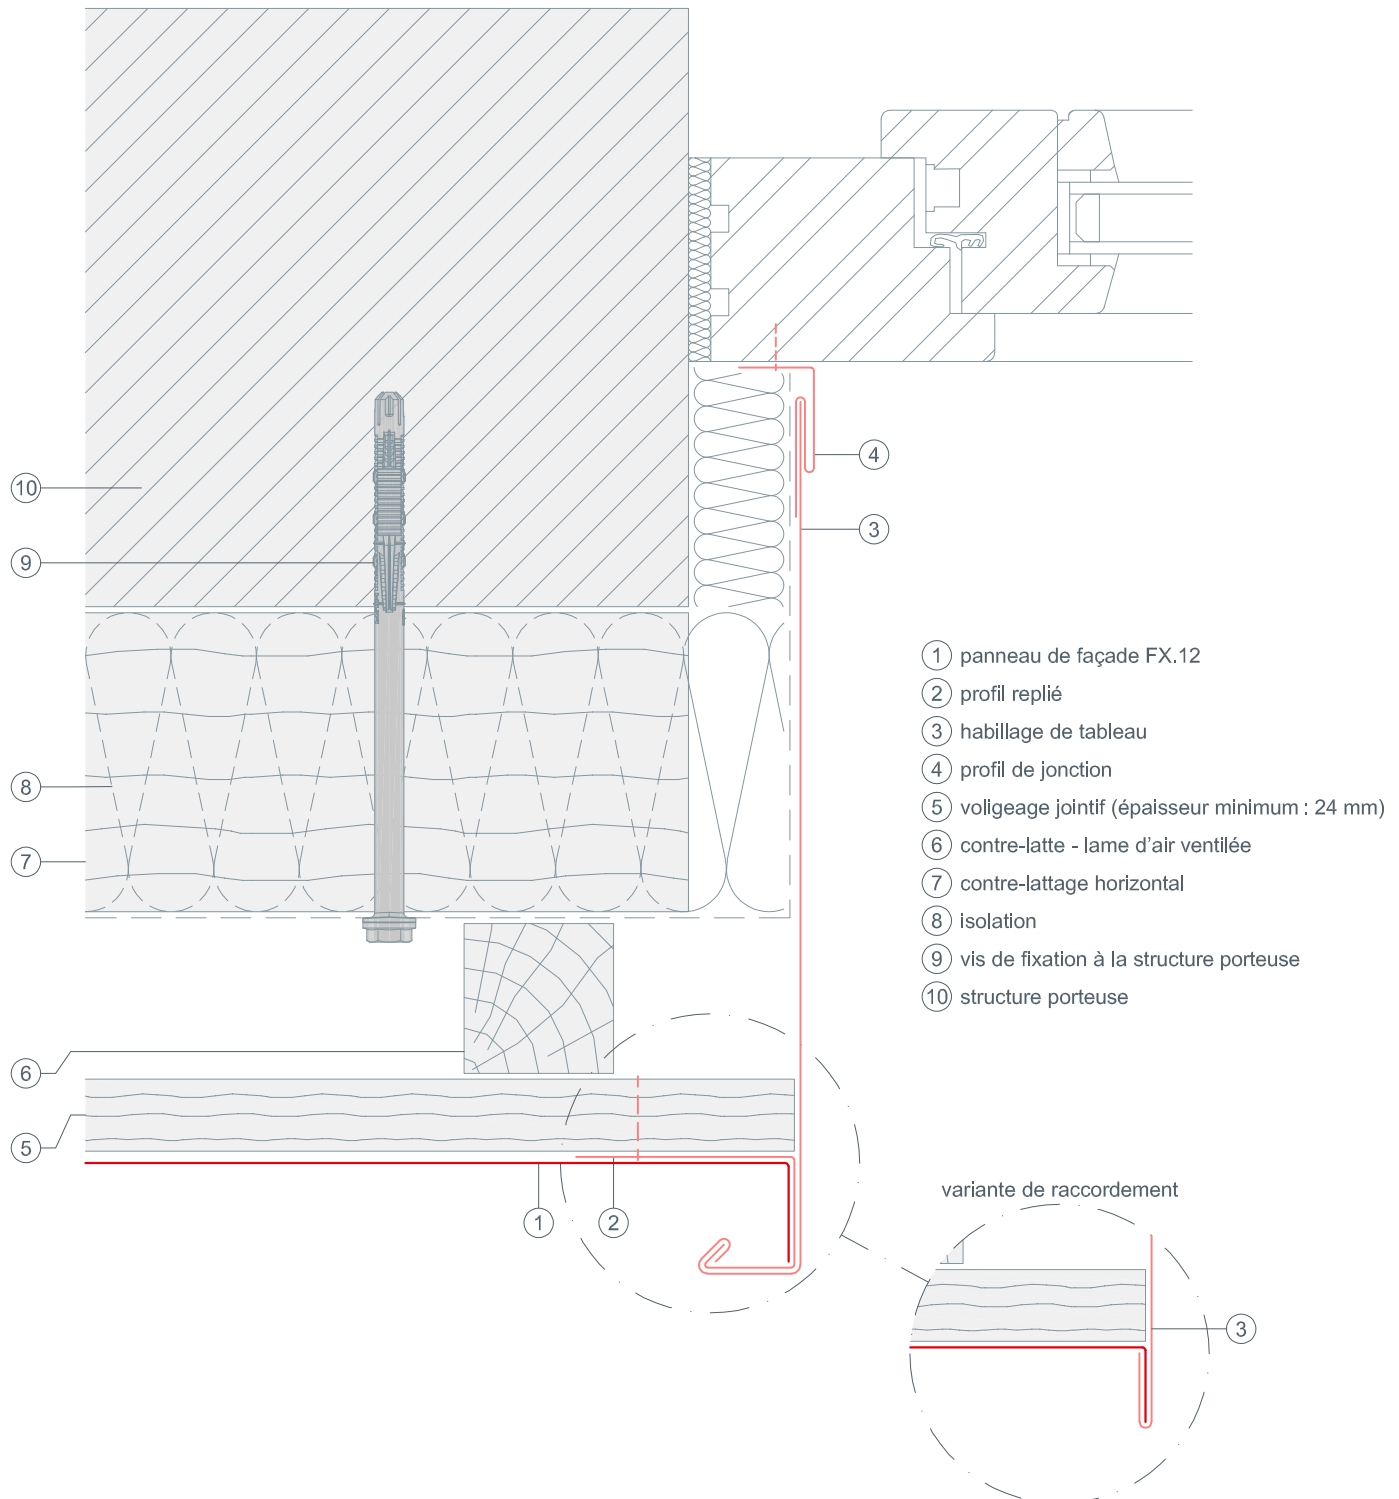 4
10
3
9
1 panneau de façade FX.12
2 profil replié
3 habillage de tableau
4 profil de jonction
5 voligeage jointif (épaisseur minimum : 24 mm)
6 contre-latte - lame d'air ventilée
7 contre-lattage horizontal
8 isolation
9 vis de fixation à la structure porteuse
10 structure porteuse
8
7
6
5
1
2
variante de raccordement
3